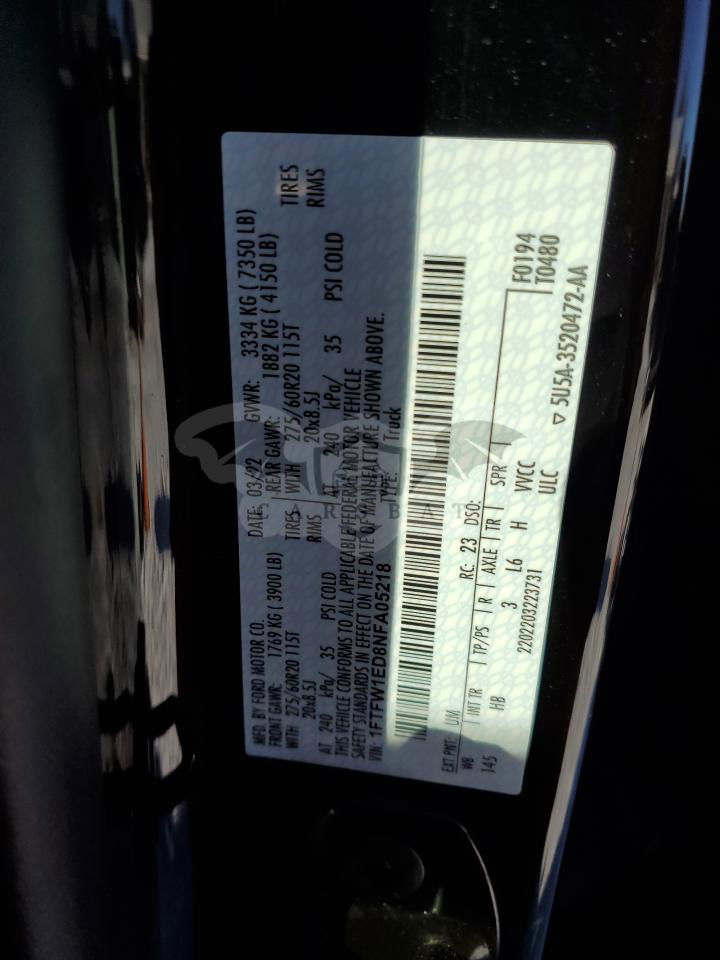 MFD. BY FORD MOTOR CO.
DATE: 03/22 GVWR: 3334 KG ( 7350 LB)
FRONT GAWR: 1769 KG ( 3900 LB) REAR GAWR: 1882 KG ( 4150 LB)
WITH 275/60R20 115T TIRES WITH 275/60R20 115T TIRES
20x8.5J RIMS 20x8.5J RIMS
AT 240 kPa/ 35 PSI COLD AT 240 kPa/ 35 PSI COLD
THIS VEHICLE CONFORMS TO ALL APPLICABLE FEDERAL MOTOR VEHICLE
SAFETY STANDARDS IN EFFECT ON THE DATE OF MANUFACTURE SHOWN ABOVE.
VIN: 1FTFW1ED8NFA05218 TYPE: Truck
EXT PNT: UM RC: 23 DSO: F0194
WB INT TR TP/PS R AXLE TR SPR T0480
145 HB 3 L6 H WCC
ULC
2202203223731 5U5A-3520472-AA
CARFBAT